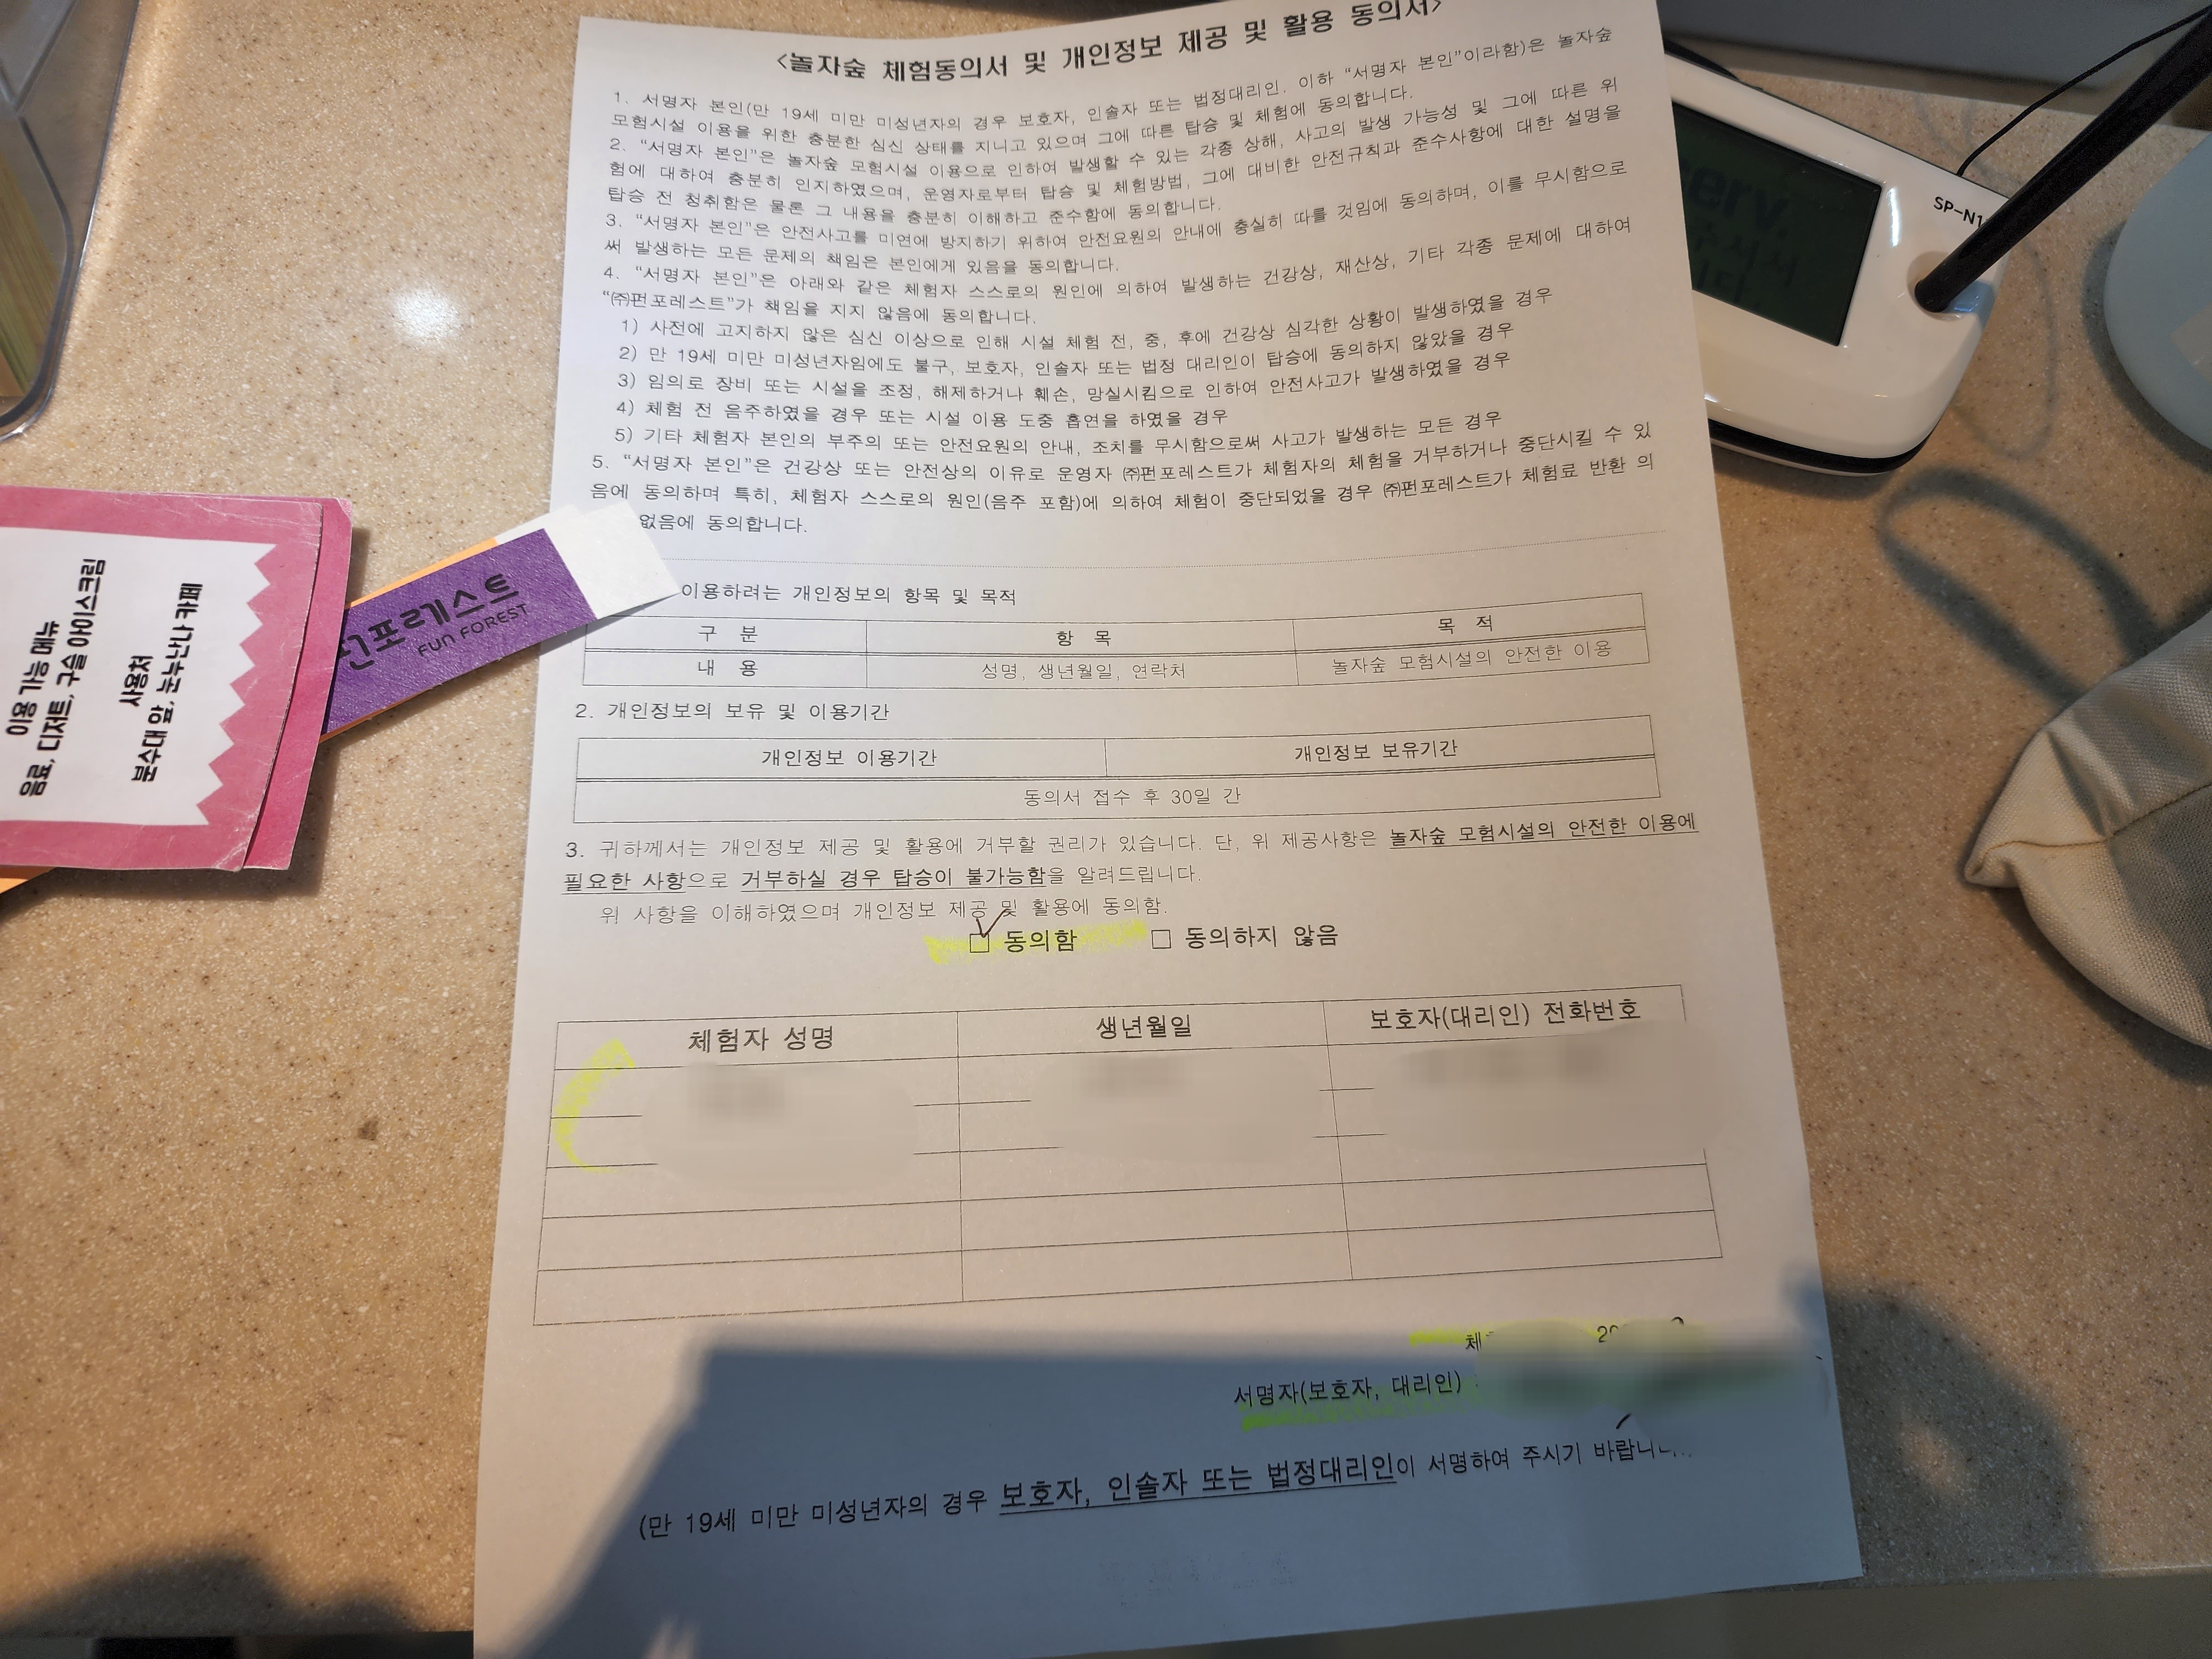 <놀자숲 체험동의서 및 개인정보 제공 및 활용 동의서>
1. 서명자 본인(만 19세 미만 미성년자의 경우 보호자, 인솔자 또는 법정대리인. 이하 “서명자 본인”이라함)은 놀자숲
모험시설 이용을 위한 충분한 심신 상태를 지니고 있으며 그에 따른 탑승 및 체험에 동의합니다.
2. “서명자 본인”은 놀자숲 모험시설 이용으로 인하여 발생할 수 있는 각종 상해, 사고의 발생 가능성 및 그에 따른 위
험에 대하여 충분히 인지하였으며, 운영자로부터 탑승 및 체험방법, 그에 대비한 안전규칙과 준수사항에 대한 설명을
탑승 전 청취함은 물론 그 내용을 충분히 이해하고 준수함에 동의합니다.
3. “서명자 본인”은 안전사고를 미연에 방지하기 위하여 안전요원의 안내에 충실히 따를 것임에 동의하며, 이를 무시함으로
써 발생하는 모든 문제의 책임은 본인에게 있음을 동의합니다.
4. “서명자 본인”은 아래와 같은 체험자 스스로의 원인에 의하여 발생하는 건강상, 재산상, 기타 각종 문제에 대하여
“㈜펀포레스트”가 책임을 지지 않음에 동의합니다.
1) 사전에 고지하지 않은 심신 이상으로 인해 시설 체험 전, 중, 후에 건강상 심각한 상황이 발생하였을 경우
2) 만 19세 미만 미성년자임에도 불구, 보호자, 인솔자 또는 법정 대리인이 탑승에 동의하지 않았을 경우
3) 임의로 장비 또는 시설을 조정, 해제하거나 훼손, 망실시킴으로 인하여 안전사고가 발생하였을 경우
4) 체험 전 음주하였을 경우 또는 시설 이용 도중 흡연을 하였을 경우
5) 기타 체험자 본인의 부주의 또는 안전요원의 안내, 조치를 무시함으로써 사고가 발생하는 모든 경우
5. “서명자 본인”은 건강상 또는 안전상의 이유로 운영자 ㈜펀포레스트가 체험자의 체험을 거부하거나 중단시킬 수 있
음에 동의하며 특히, 체험자 스스로의 원인(음주 포함)에 의하여 체험이 중단되었을 경우 ㈜펀포레스트가 체험료 반환 의
없음에 동의합니다.
이용하려는 개인정보의 항목 및 목적
구 분 항 목 목 적
내 용 성명, 생년월일, 연락처 놀자숲 모험시설의 안전한 이용
2. 개인정보의 보유 및 이용기간
개인정보 이용기간 개인정보 보유기간
동의서 접수 후 30일 간
3. 귀하께서는 개인정보 제공 및 활용에 거부할 권리가 있습니다. 단, 위 제공사항은 놀자숲 모험시설의 안전한 이용에
필요한 사항으로 거부하실 경우 탑승이 불가능함을 알려드립니다.
위 사항을 이해하였으며 개인정보 제공 및 활용에 동의함.
☑ 동의함 □ 동의하지 않음
체험자 성명 생년월일 보호자(대리인) 전화번호
서명자(보호자, 대리인)
(만 19세 미만 미성년자의 경우 보호자, 인솔자 또는 법정대리인이 서명하여 주시기
펀포레스트
FUN FOREST
이용 가능 메뉴
음료, 디저트, 구슬 아이스크림
사용처
분수대 앞, 눈누난나 카페